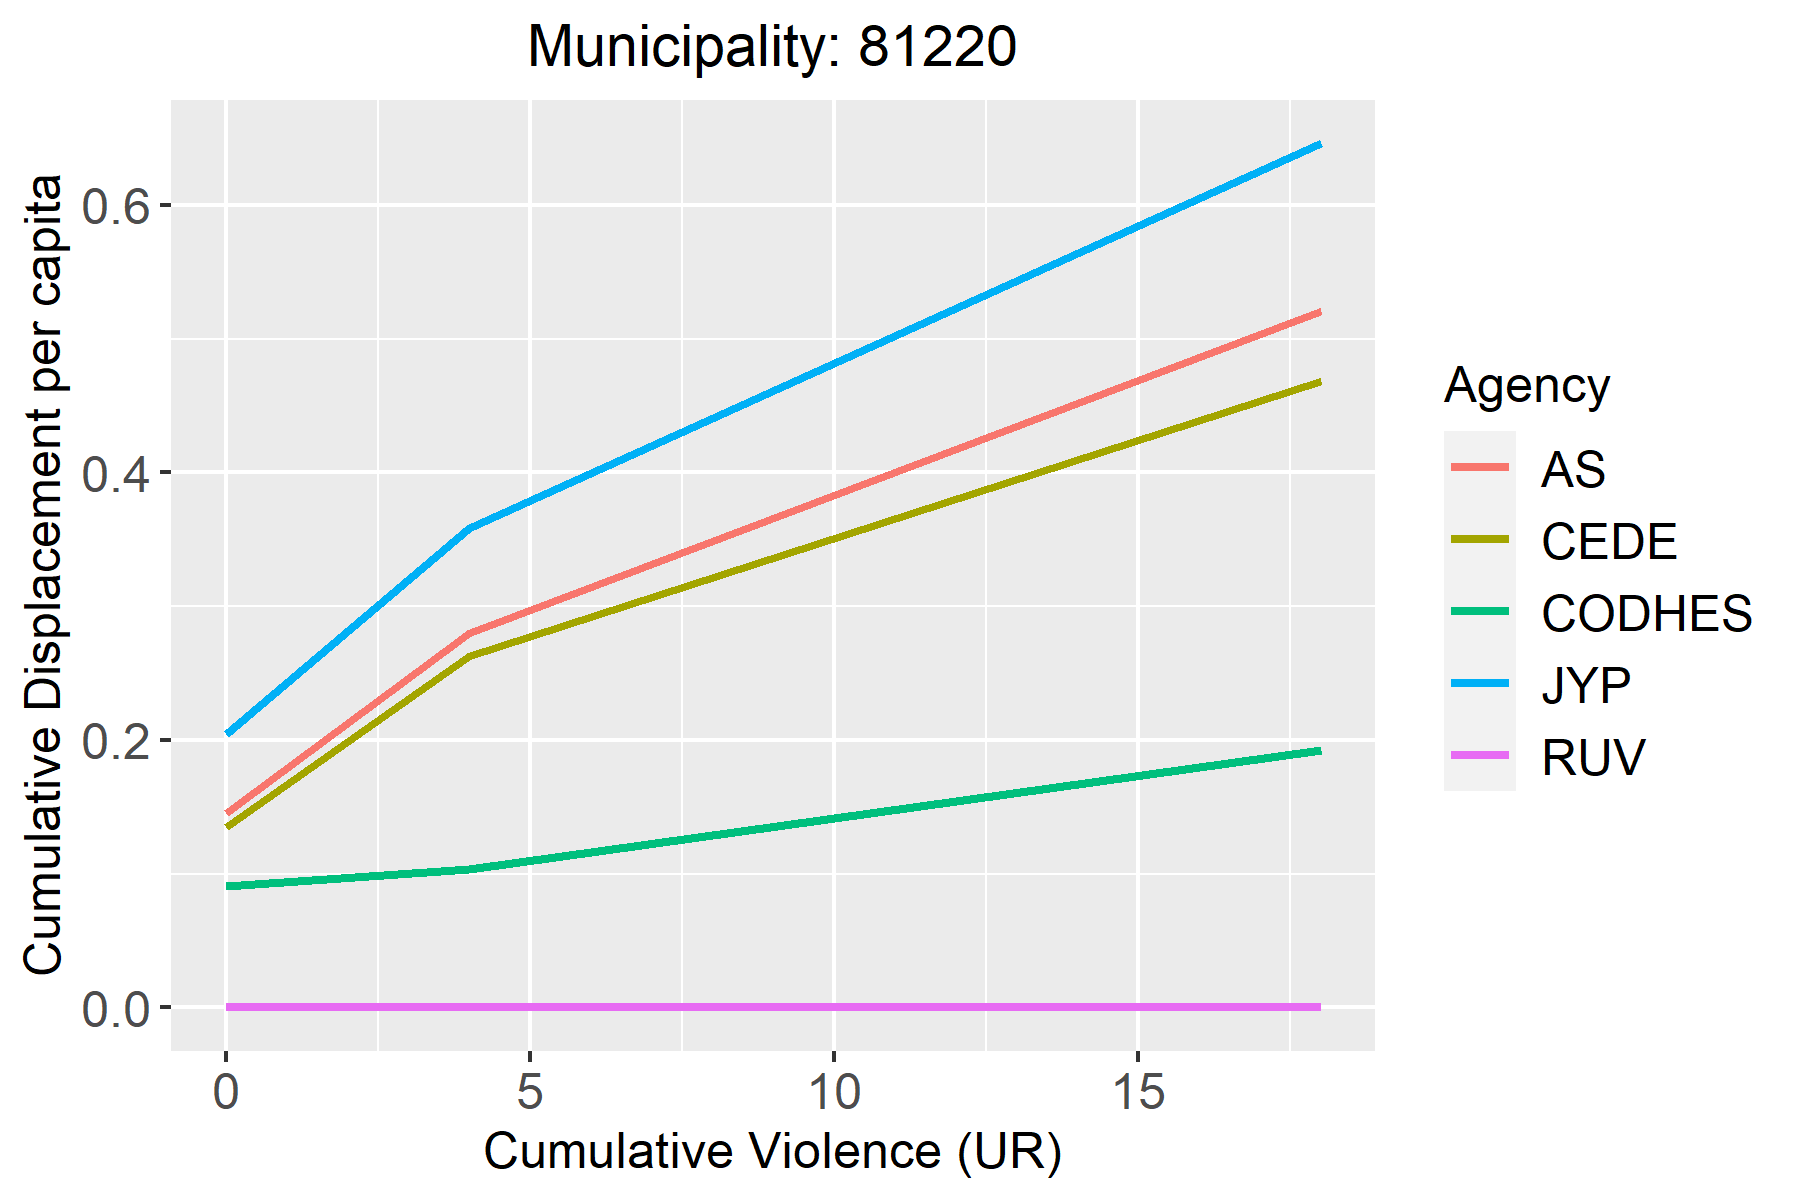 Municipality: 81220
Cumulative Displacement per capita
0.6
0.4
0.2
0.0
0
5
10
15
Cumulative Violence (UR)
Agency
AS
CEDE
CODHES
JYP
RUV